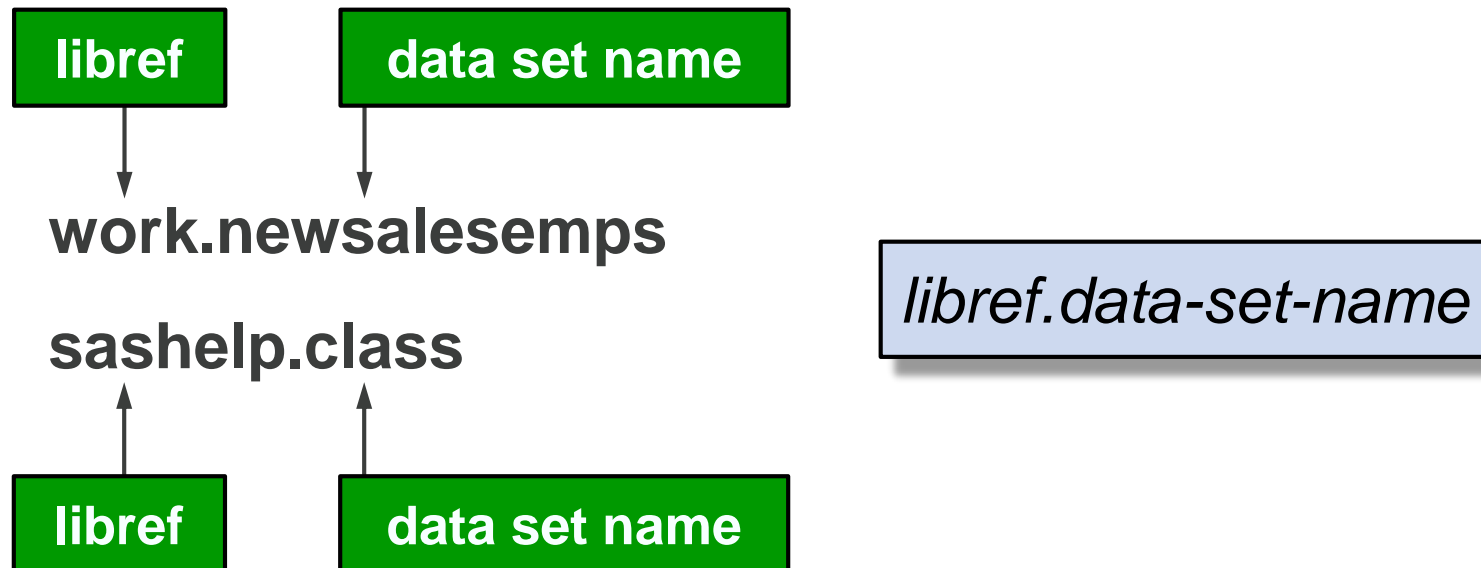 libref data set name
work.newsalesemps
libref.data-set-name
sashelp.class
libref data set name